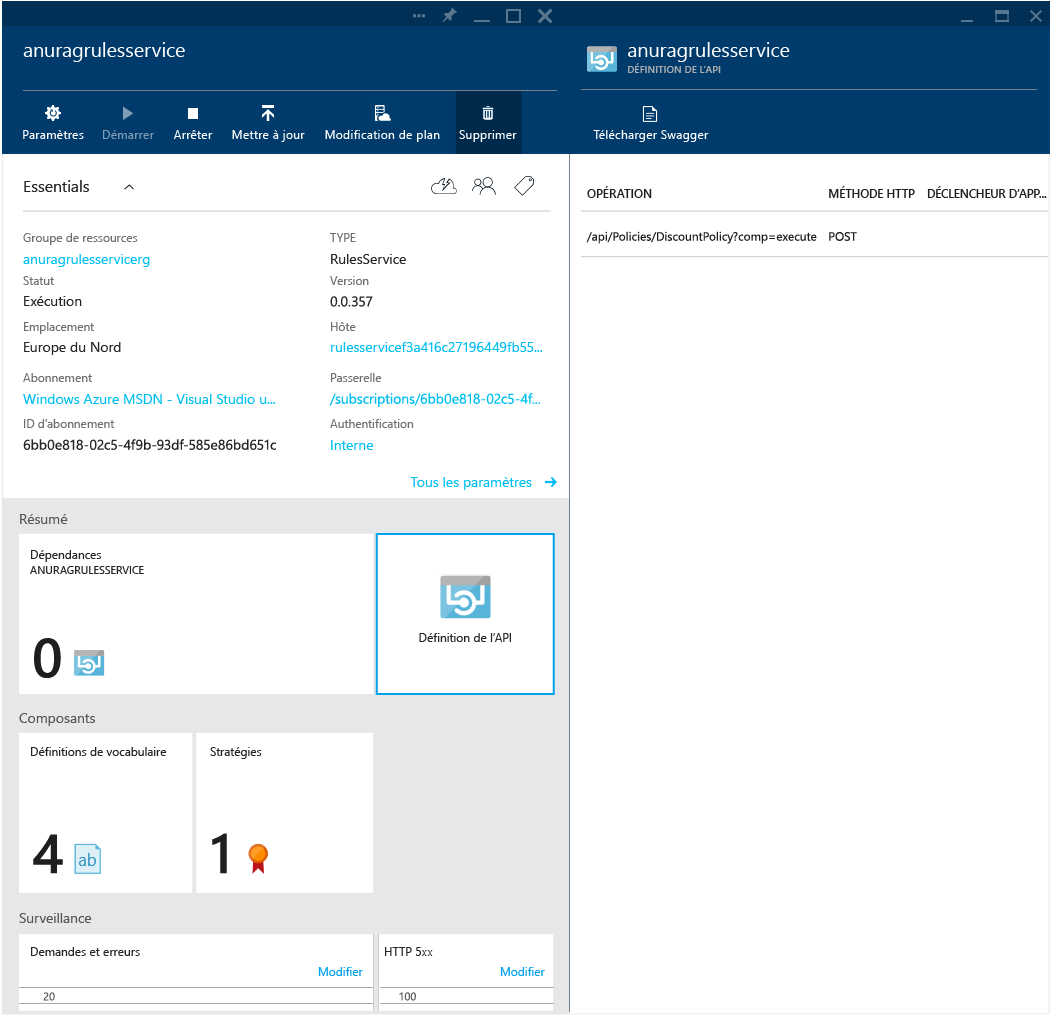 anuragrulesservice
Paramètres Démarrer Arrêter Mettre à jour Modification de plan Supprimer
Essentials
Groupe de ressources
anuragrulesservicerg
Statut
Exécution
Emplacement
Europe du Nord
Abonnement
Windows Azure MSDN - Visual Studio u...
ID d'abonnement
6bb0e818-02c5-4f9b-93df-585e86bd651c
TYPE
RulesService
Version
0.0.357
Hôte
rulesservicef3a416c27196449fb55...
Passerelle
/subscriptions/6bb0e818-02c5-4f...
Authentification
Interne
Tous les paramètres
Résumé
Dépendances
ANURAGRULESSERVICE
0
Définition de l'API
Composants
Définitions de vocabulaire
4 ab
Stratégies
1
Surveillance
Demandes et erreurs
Modifier
20
HTTP 5xx
Modifier
100
anuragrulesservice
DÉFINITION DE L'API
Télécharger Swagger
OPÉRATION MÉTHODE HTTP DÉCLENCHEUR D'APP...
/api/Policies/DiscountPolicy?comp=execute POST